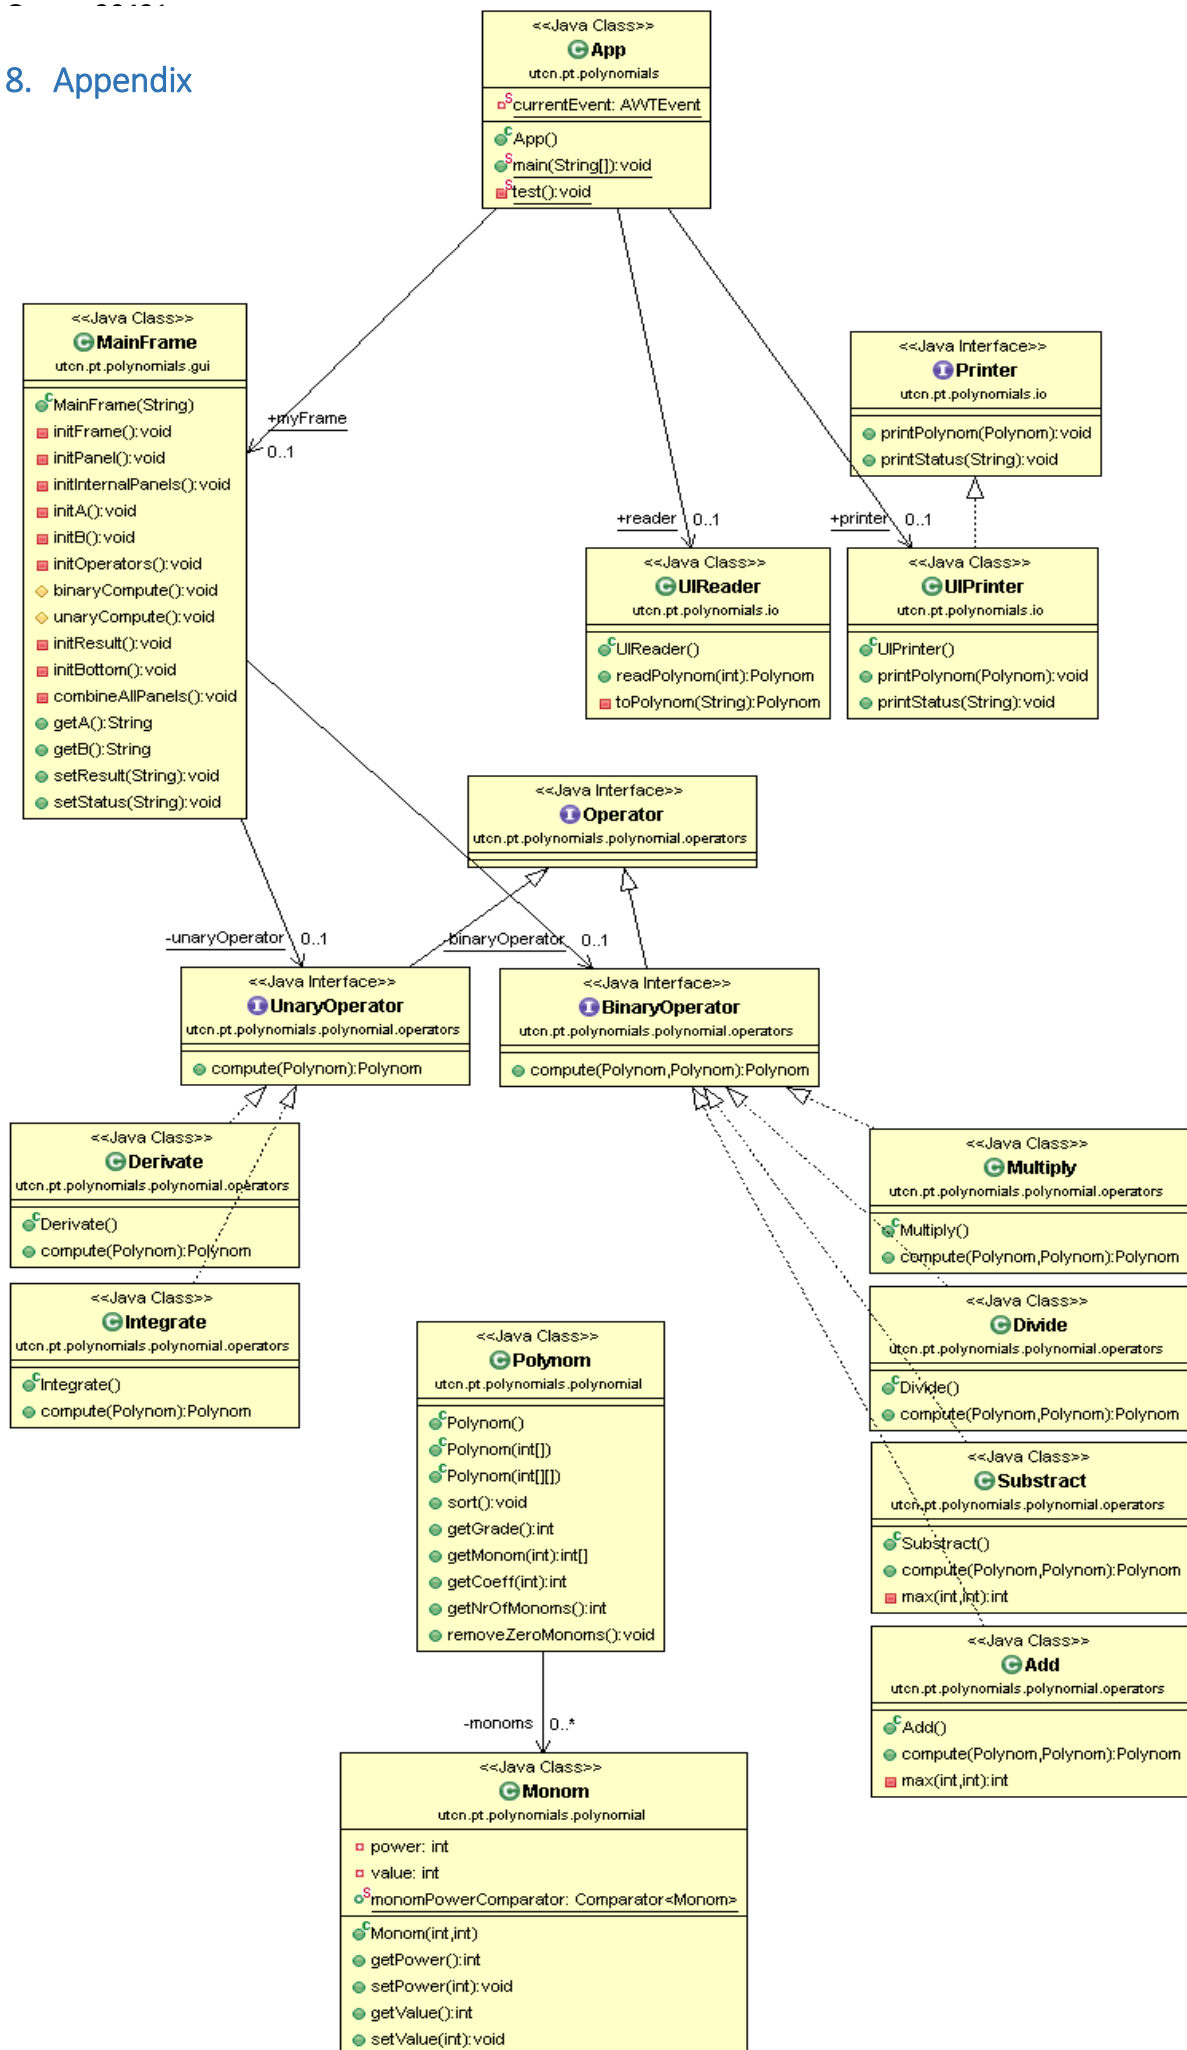 8. Appendix
<<Java Class>>
App
utcn.pt.polynomials
currentEvent: AWTEvent
App()
main(String[]):void
test():void
<<Java Class>>
MainFrame
utcn.pt.polynomials.gui
MainFrame(String)
initFrame():void
initPanel():void
initInternalPanels():void
initA():void
initB():void
initOperators():void
binaryCompute():void
unaryCompute():void
initResult():void
initBottom():void
combineAllPanels():void
getA():String
getB():String
setResult(String):void
setStatus(String):void
+myFrame
0..1
<<Java Interface>>
Printer
utcn.pt.polynomials.io
printPolynom(Polynom):void
printStatus(String):void
+reader 0..1
+printer 0..1
<<Java Class>>
UIReader
utcn.pt.polynomials.io
UIReader()
readPolynom(int):Polynom
toPolynom(String):Polynom
<<Java Class>>
UIPrinter
utcn.pt.polynomials.io
UIPrinter()
printPolynom(Polynom):void
printStatus(String):void
<<Java Interface>>
Operator
utcn.pt.polynomials.polynomial.operators
-unaryOperator 0..1
-binaryOperator 0..1
<<Java Interface>>
UnaryOperator
utcn.pt.polynomials.polynomial.operators
compute(Polynom):Polynom
<<Java Interface>>
BinaryOperator
utcn.pt.polynomials.polynomial.operators
compute(Polynom,Polynom):Polynom
<<Java Class>>
Derivate
utcn.pt.polynomials.polynomial.operators
Derivate()
compute(Polynom):Polynom
<<Java Class>>
Integrate
utcn.pt.polynomials.polynomial.operators
Integrate()
compute(Polynom):Polynom
<<Java Class>>
Multiply
utcn.pt.polynomials.polynomial.operators
Multiply()
compute(Polynom,Polynom):Polynom
<<Java Class>>
Divide
utcn.pt.polynomials.polynomial.operators
Divide()
compute(Polynom,Polynom):Polynom
<<Java Class>>
Substract
utcn.pt.polynomials.polynomial.operators
Substract()
compute(Polynom,Polynom):Polynom
max(int,int):int
<<Java Class>>
Add
utcn.pt.polynomials.polynomial.operators
Add()
compute(Polynom,Polynom):Polynom
max(int,int):int
<<Java Class>>
Polynom
utcn.pt.polynomials.polynomial
Polynom()
Polynom(int[])
Polynom(int[][])
sort():void
getGrade():int
getMonom(int):int[]
getCoeff(int):int
getNrOfMonoms():int
removeZeroMonoms():void
-monoms 0..*
<<Java Class>>
Monom
utcn.pt.polynomials.polynomial
power: int
value: int
monomPowerComparator: Comparator<Monom>
Monom(int,int)
getPower():int
setPower(int):void
getValue():int
setValue(int):void